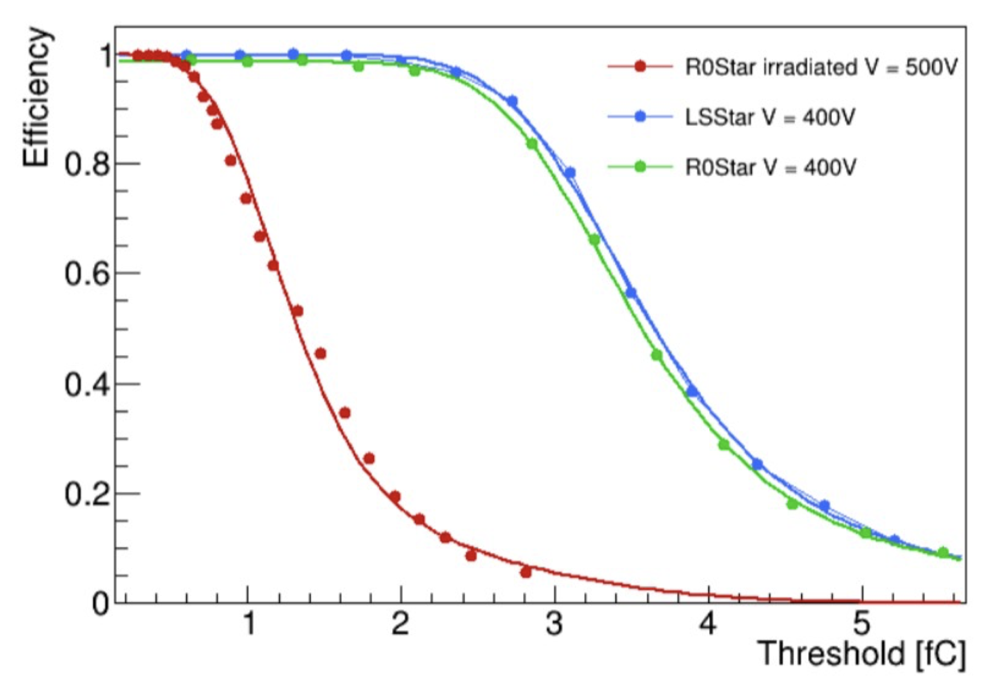 Efficiency
1
0.8
0.6
0.4
0.2
0
R0Star irradiated V = 500V
LSStar V = 400V
R0Star V = 400V
1 2 3 4 5
Threshold [fC]